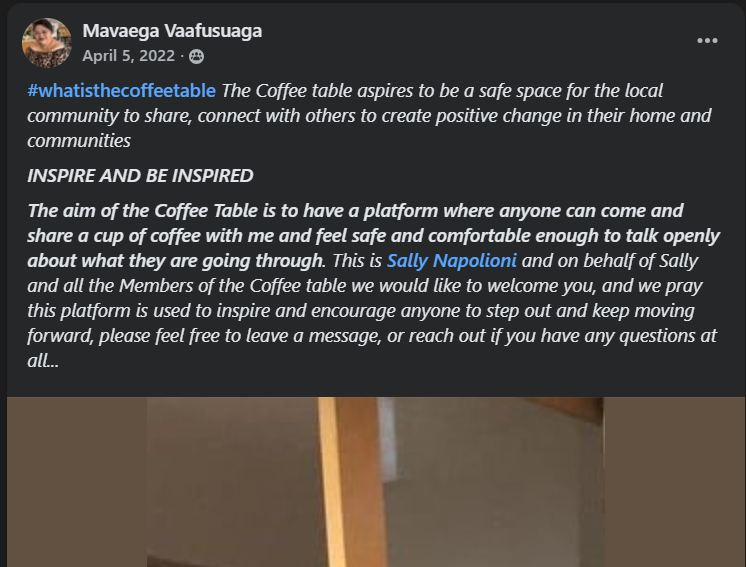 Mavaega Vaafusuaga
April 5, 2022 ·
#whatisthecoffeetable The Coffee table aspires to be a safe space for the local
community to share, connect with others to create positive change in their home and
communities
INSPIRE AND BE INSPIRED
The aim of the Coffee Table is to have a platform where anyone can come and
share a cup of coffee with me and feel safe and comfortable enough to talk openly
about what they are going through. This is Sally Napolioni and on behalf of Sally
and all the Members of the Coffee table we would like to welcome you, and we pray
this platform is used to inspire and encourage anyone to step out and keep moving
forward, please feel free to leave a message, or reach out if you have any questions at
all...